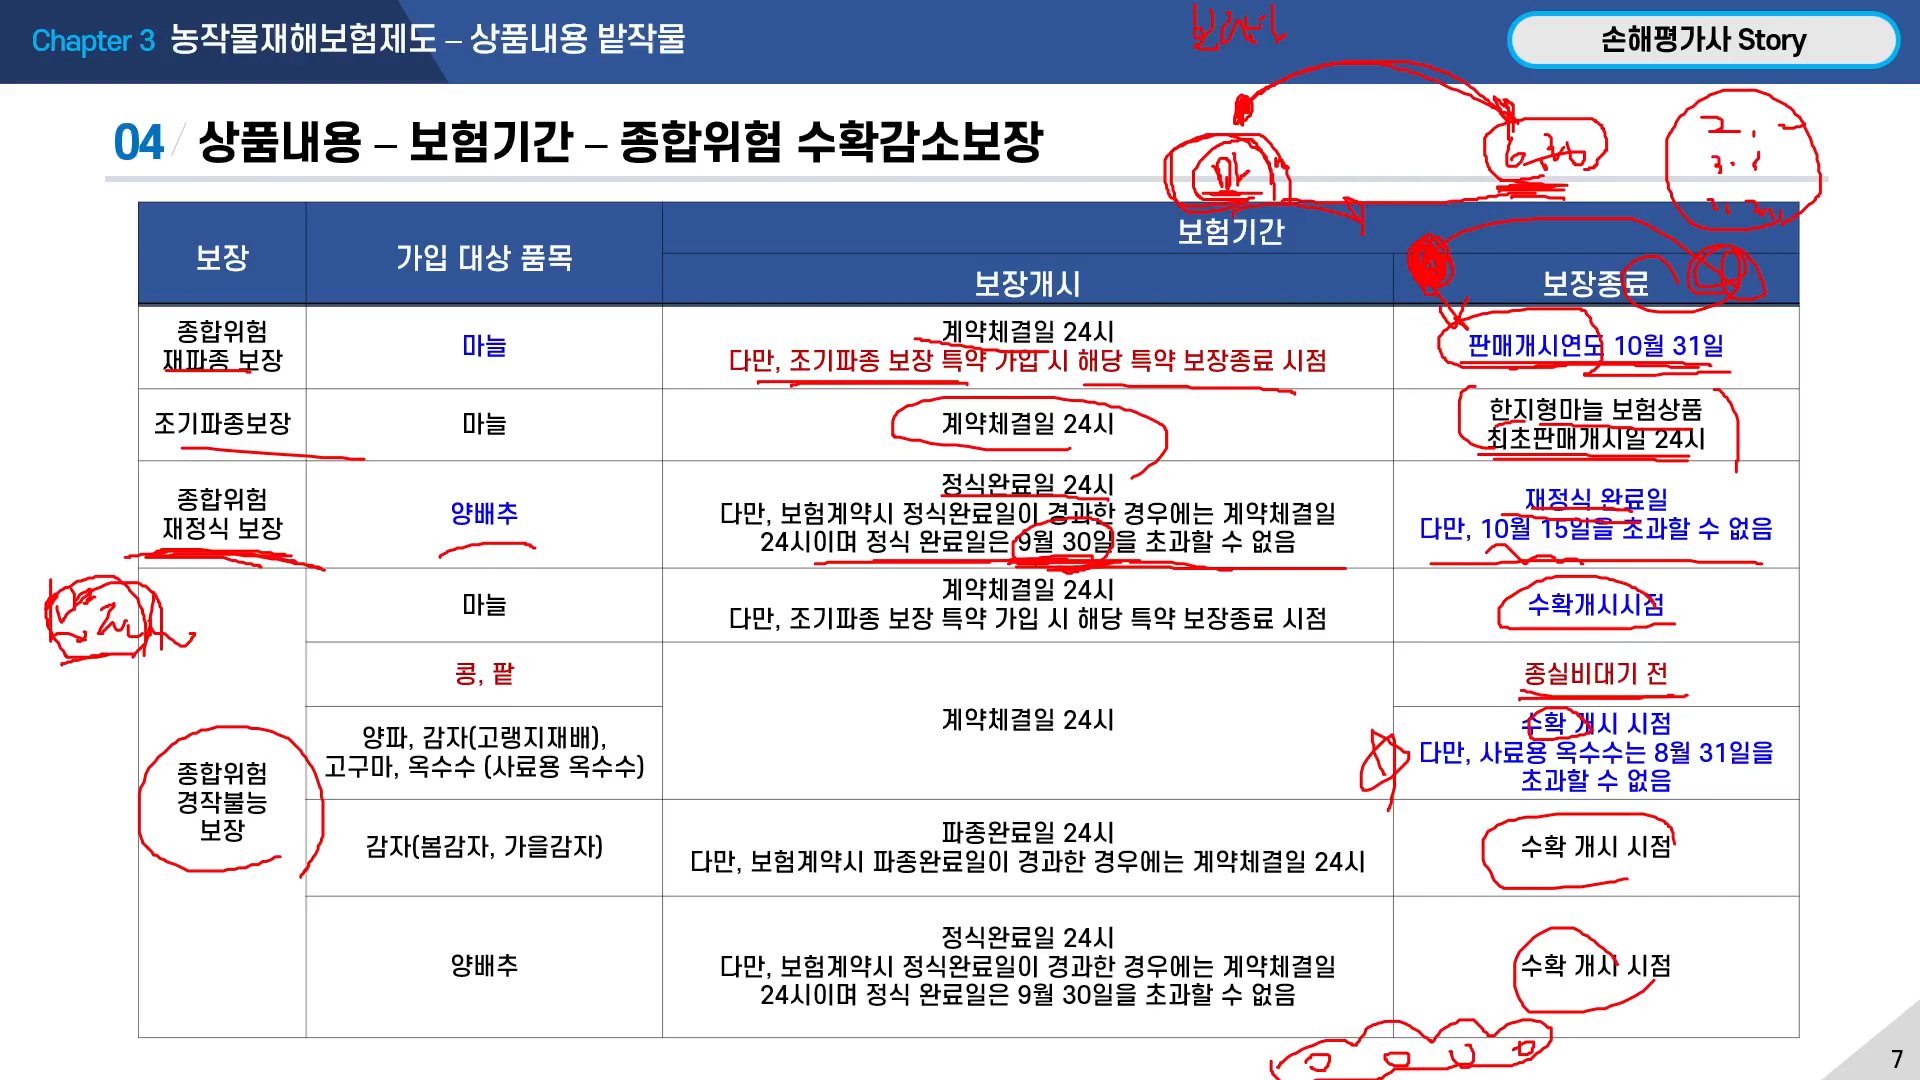 Chapter 3 농작물재해보험제도 – 상품내용 밭작물
손해평가사 Story
04 상품내용 – 보험기간 – 종합위험 수확감소보장
보장
가입 대상 품목
보험기간
보장개시
보장종료
종합위험
재파종 보장
마늘
계약체결일 24시
다만, 조기파종 보장 특약 가입 시 해당 특약 보장종료 시점
판매개시연도 10월 31일
조기파종보장
마늘
계약체결일 24시
한지형마늘 보험상품
최초판매개시일 24시
종합위험
재정식 보장
양배추
정식완료일 24시
다만, 보험계약시 정식완료일이 경과한 경우에는 계약체결일
24시이며 정식 완료일은 9월 30일을 초과할 수 없음
재정식 완료일
다만, 10월 15일을 초과할 수 없음
종합위험
경작불능
보장
마늘
계약체결일 24시
다만, 조기파종 보장 특약 가입 시 해당 특약 보장종료 시점
수확개시시점
콩, 팥
계약체결일 24시
종실비대기 전
양파, 감자(고랭지재배),
고구마, 옥수수 (사료용 옥수수)
수확 개시 시점
다만, 사료용 옥수수는 8월 31일을
초과할 수 없음
감자(봄감자, 가을감자)
파종완료일 24시
다만, 보험계약시 파종완료일이 경과한 경우에는 계약체결일 24시
수확 개시 시점
양배추
정식완료일 24시
다만, 보험계약시 정식완료일이 경과한 경우에는 계약체결일
24시이며 정식 완료일은 9월 30일을 초과할 수 없음
수확 개시 시점
7